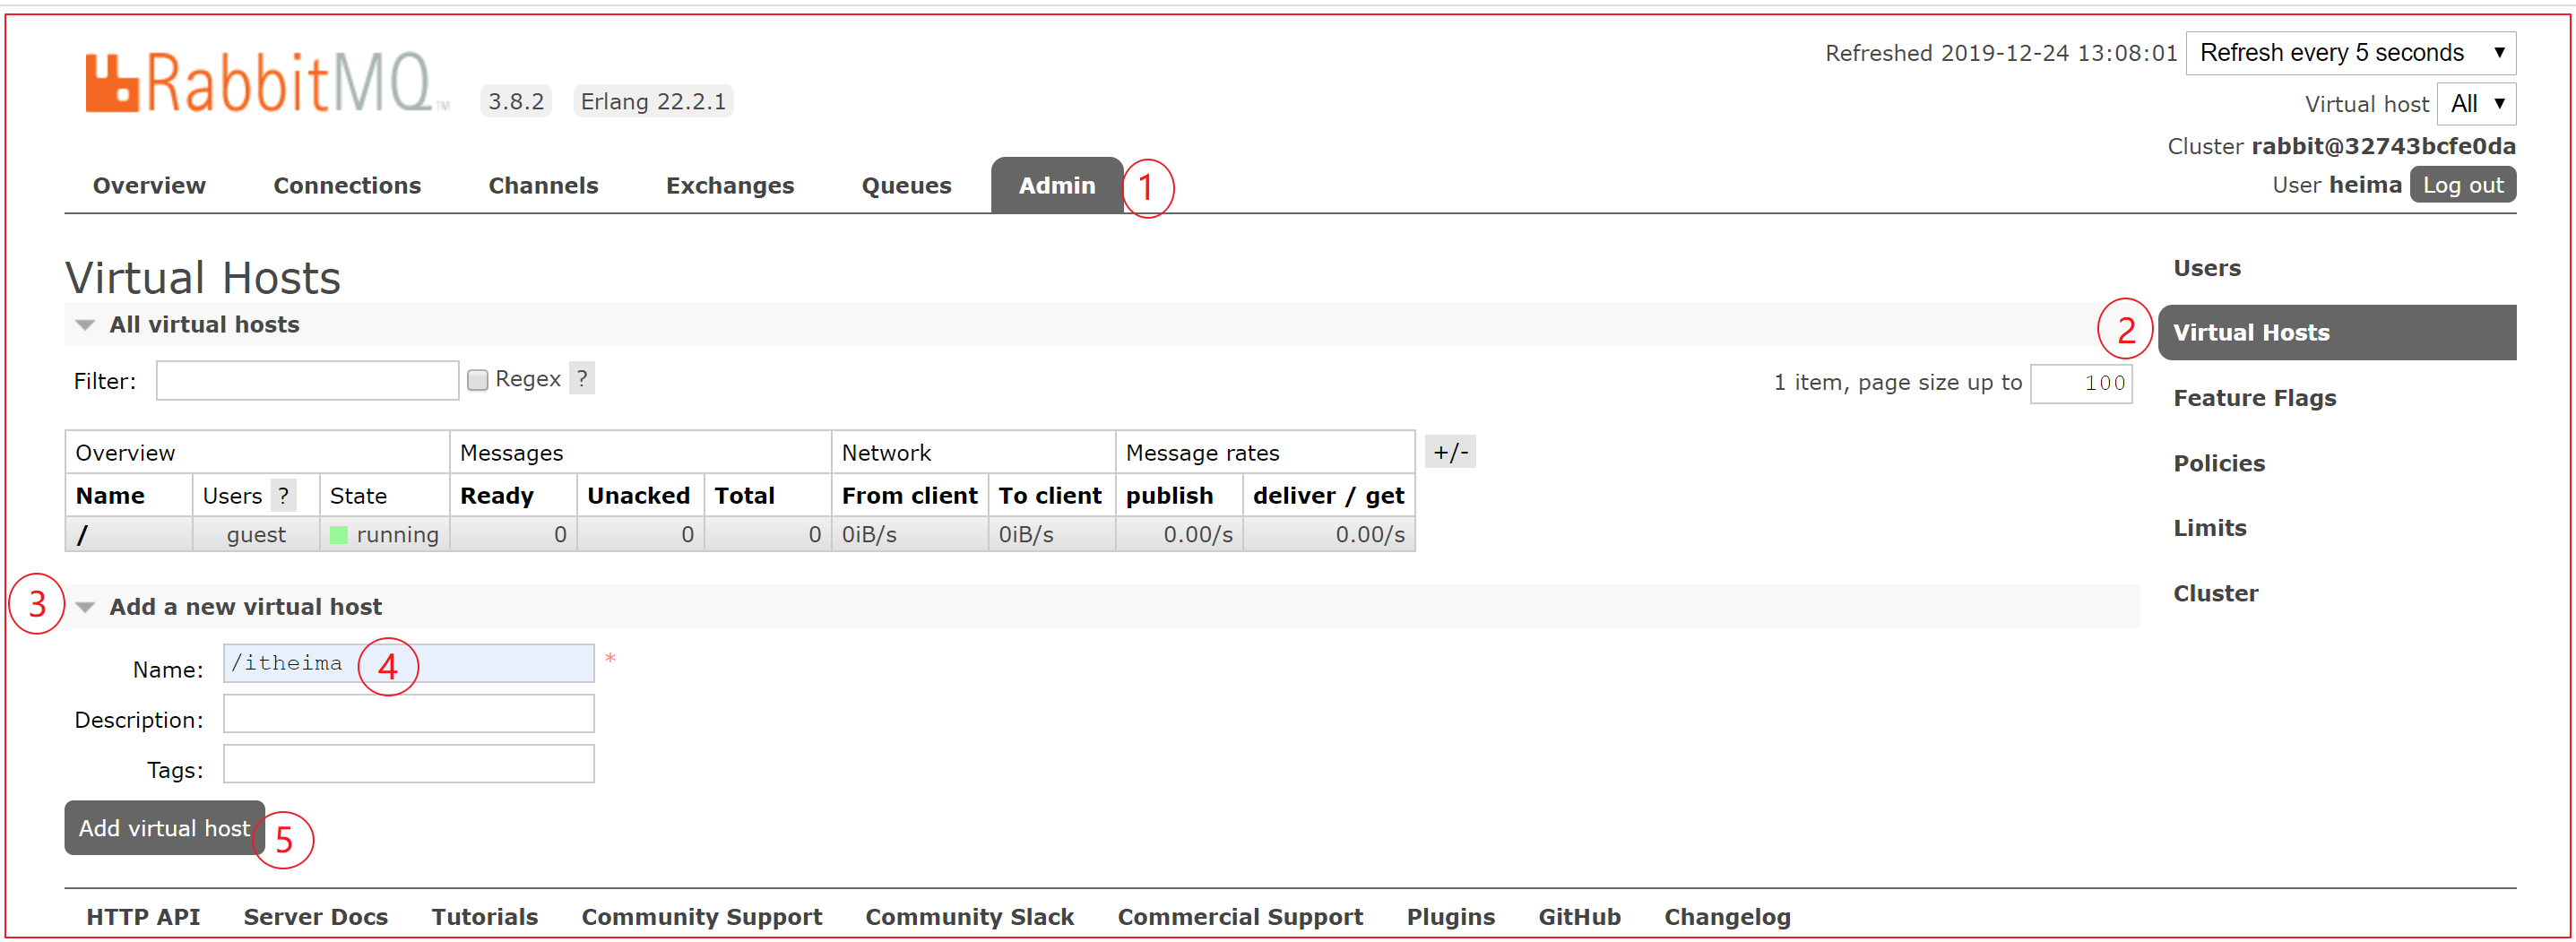 RabbitMQ TM 3.8.2 Erlang 22.2.1
Refreshed 2019-12-24 13:08:01 Refresh every 5 seconds
Virtual host All
Cluster rabbit@32743bcfe0da
User heima Log out
Overview Connections Channels Exchanges Queues Admin 1
Virtual Hosts
All virtual hosts
Filter: Regex ? 1 item, page size up to 100
Overview Messages Network Message rates +/-
Name Users ? State Ready Unacked Total From client To client publish deliver / get
/ guest running 0 0 0 0iB/s 0iB/s 0.00/s 0.00/s
3 Add a new virtual host
Name: /itheima 4 *
Description:
Tags:
Add virtual host 5
Users
2 Virtual Hosts
Feature Flags
Policies
Limits
Cluster
HTTP API Server Docs Tutorials Community Support Community Slack Commercial Support Plugins GitHub Changelog